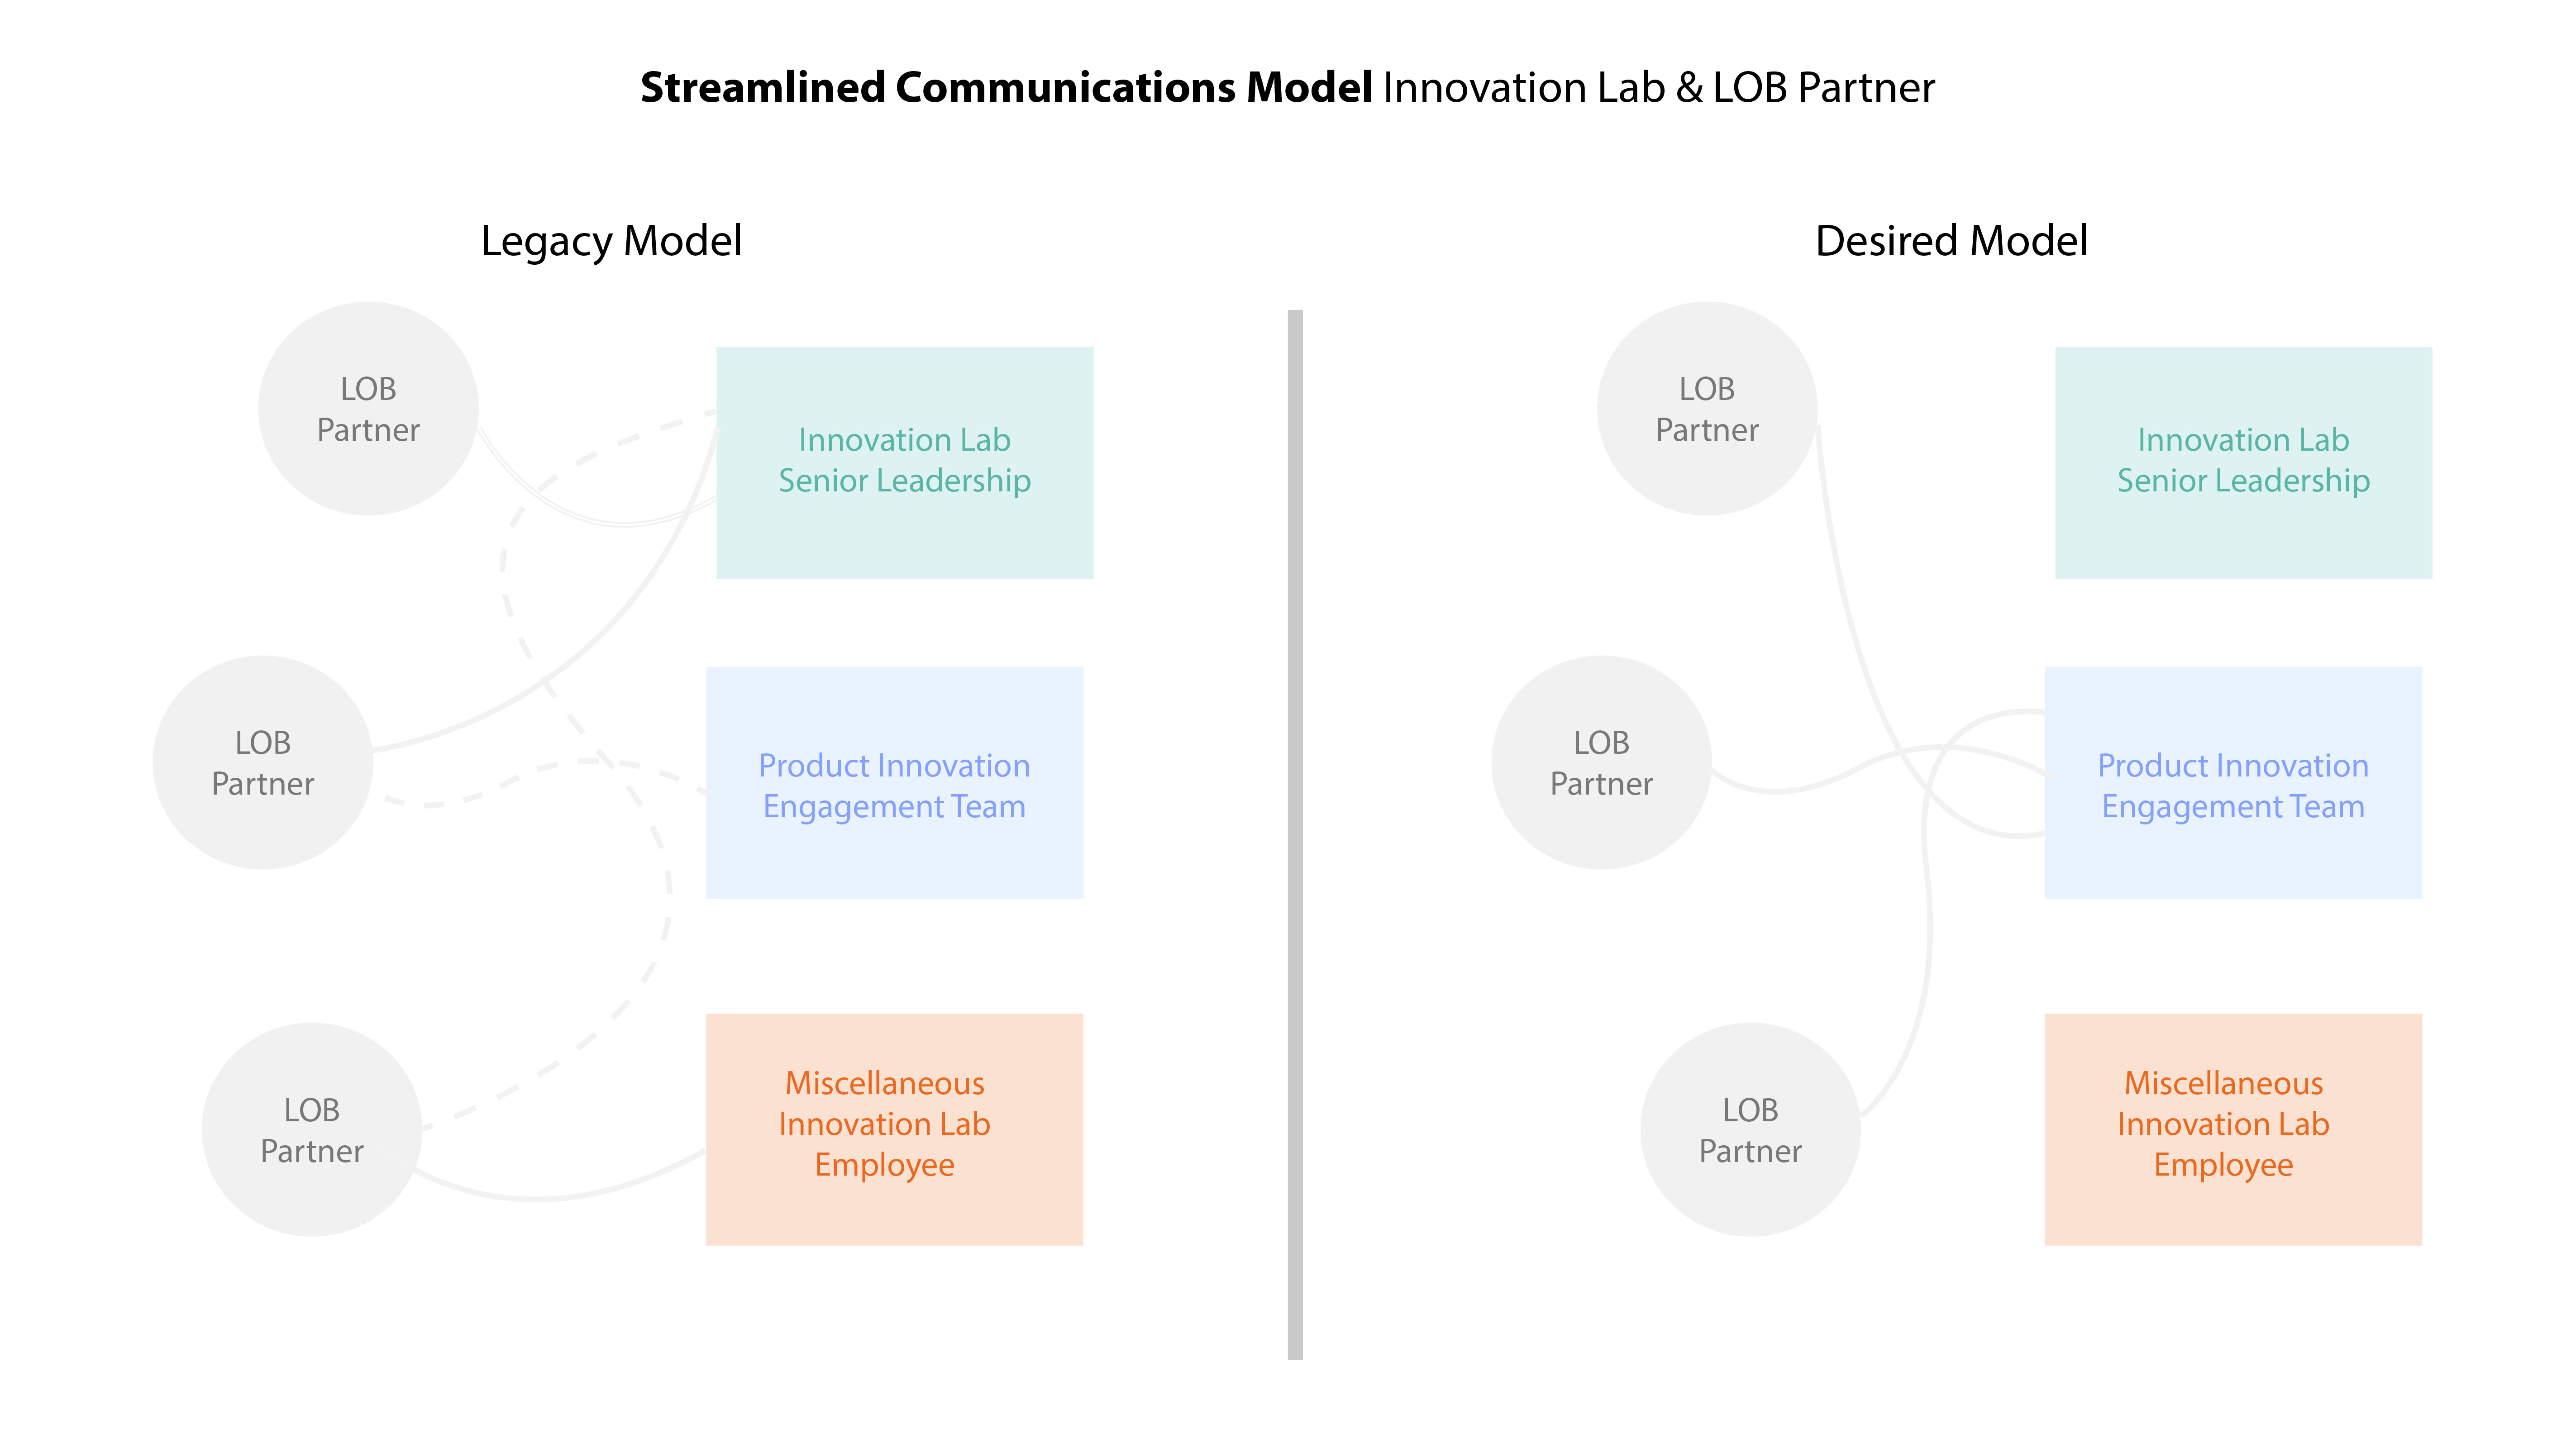 Streamlined Communications Model Innovation Lab & LOB Partner
Legacy Model
LOB
Partner
Innovation Lab
Senior Leadership
LOB
Partner
Product Innovation
Engagement Team
LOB
Partner
Miscellaneous
Innovation Lab
Employee
Desired Model
LOB
Partner
Innovation Lab
Senior Leadership
LOB
Partner
Product Innovation
Engagement Team
LOB
Partner
Miscellaneous
Innovation Lab
Employee